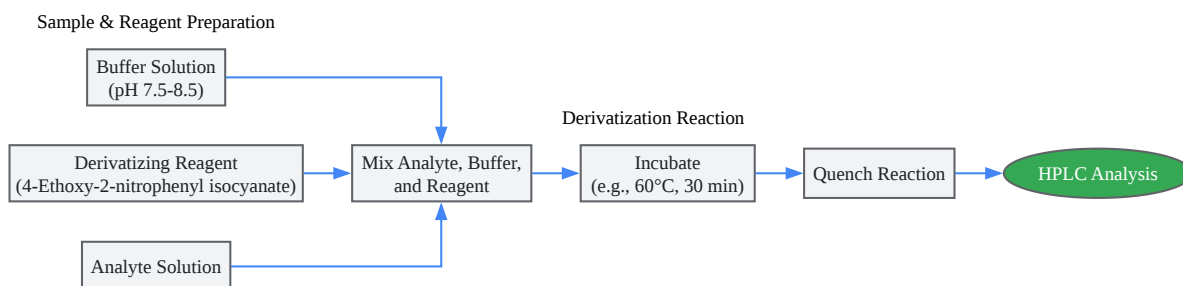 Sample & Reagent Preparation
Buffer Solution
(pH 7.5-8.5)
Derivatizing Reagent
(4-Ethoxy-2-nitrophenyl isocyanate)
Analyte Solution
Mix Analyte, Buffer,
and Reagent
Derivatization Reaction
Incubate
(e.g., 60°C, 30 min)
Quench Reaction
HPLC Analysis